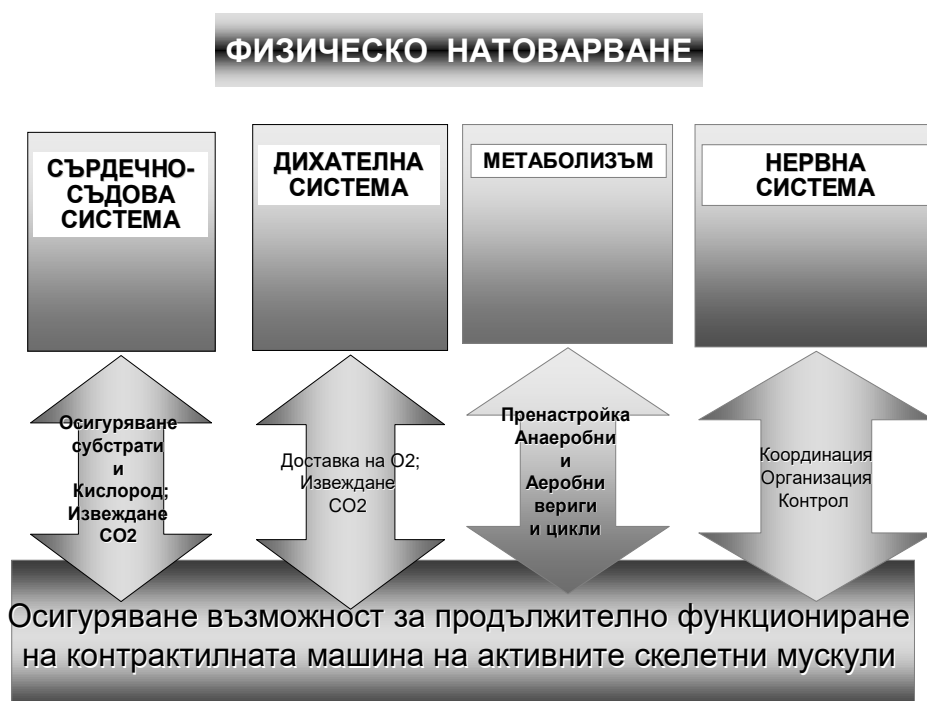 ФИЗИЧЕСКО НАТОВАРВАНЕ
СЪРДЕЧНО-
СЪДОВА
СИСТЕМА
ДИХАТЕЛНА
СИСТЕМА
МЕТАБОЛИЗЪМ
НЕРВНА
СИСТЕМА
Осигуряване
субстрати
и
Кислород;
Извеждане
СО2
Доставка на О2;
Извеждане
СО2
Пренастройка
Анаеробни
и
Аеробни
вериги
и цикли
Координация
Организация
Контрол
Осигуряване възможност за продължително функциониране
на контрактилната машина на активните скелетни мускули